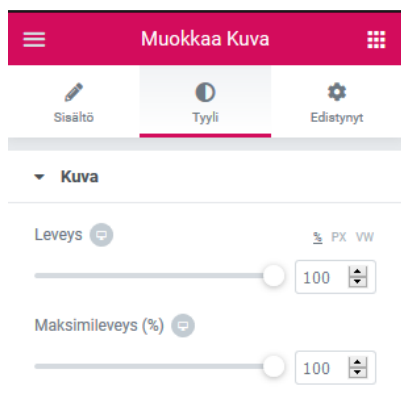 Muokkaa Kuva
Sisältö Tyyli Edistynyt
Kuva
Leveys % PX VW
100
Maksimileveys (%)
100